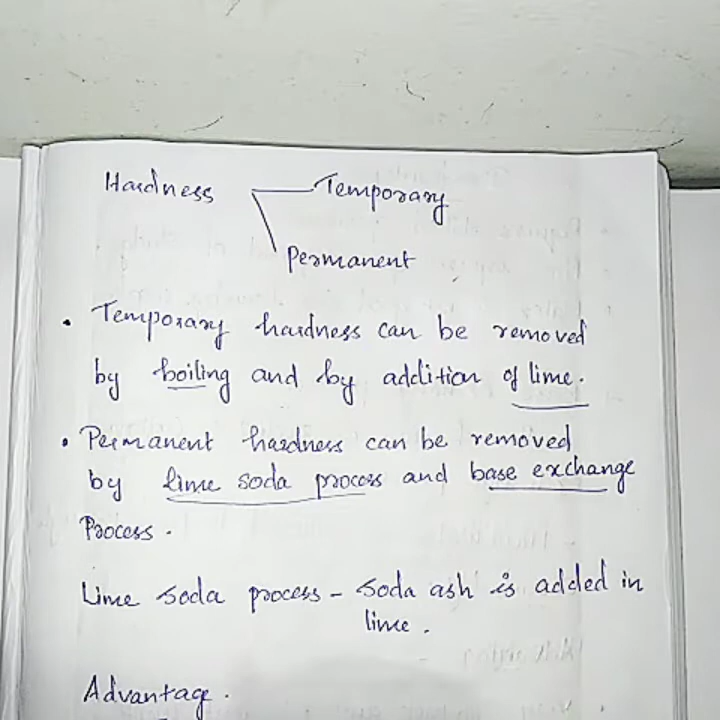 Hardness Temporary
Permanent
• Temporary hardness can be removed
by boiling and by addition of lime.
• Permanent hardness can be removed
by lime soda process and base exchange
Process.
Lime soda process - soda ash is added in
lime.
Advantage.